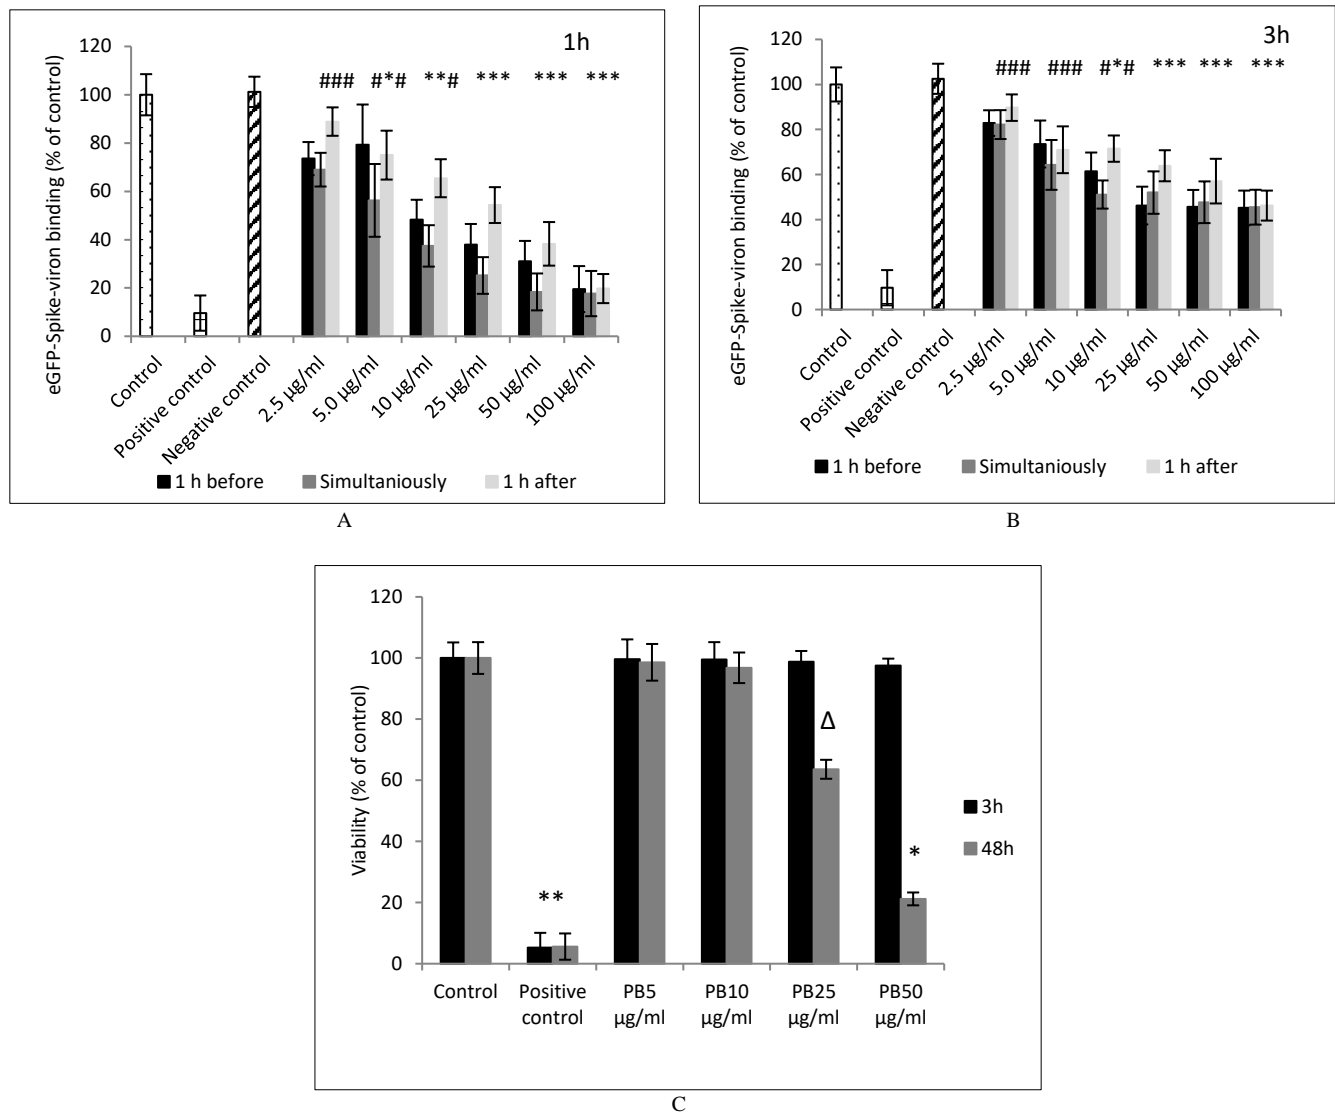 1h
120
100
80
60
40
20
0
eGFP-Spike-viron binding (% of control)
### #*# **# *** *** ***
Control
Positive control
Negative control
2.5 µg/ml
5.0 µg/ml
10 µg/ml
25 µg/ml
50 µg/ml
100 µg/ml
1 h before Simultaniously 1 h after
A
3h
120
100
80
60
40
20
0
eGFP-Spike-viron binding (% of control)
### ### #*# *** *** ***
Control
Positive control
Negative control
2.5 µg/ml
5.0 µg/ml
10 µg/ml
25 µg/ml
50 µg/ml
100 µg/ml
1 h before Simultaniously 1 h after
B
120
100
80
60
40
20
0
Viability (% of control)
**
Δ
*
3h
48h
Control
Positive
control
PB5
µg/ml
PB10
µg/ml
PB25
µg/ml
PB50
µg/ml
C